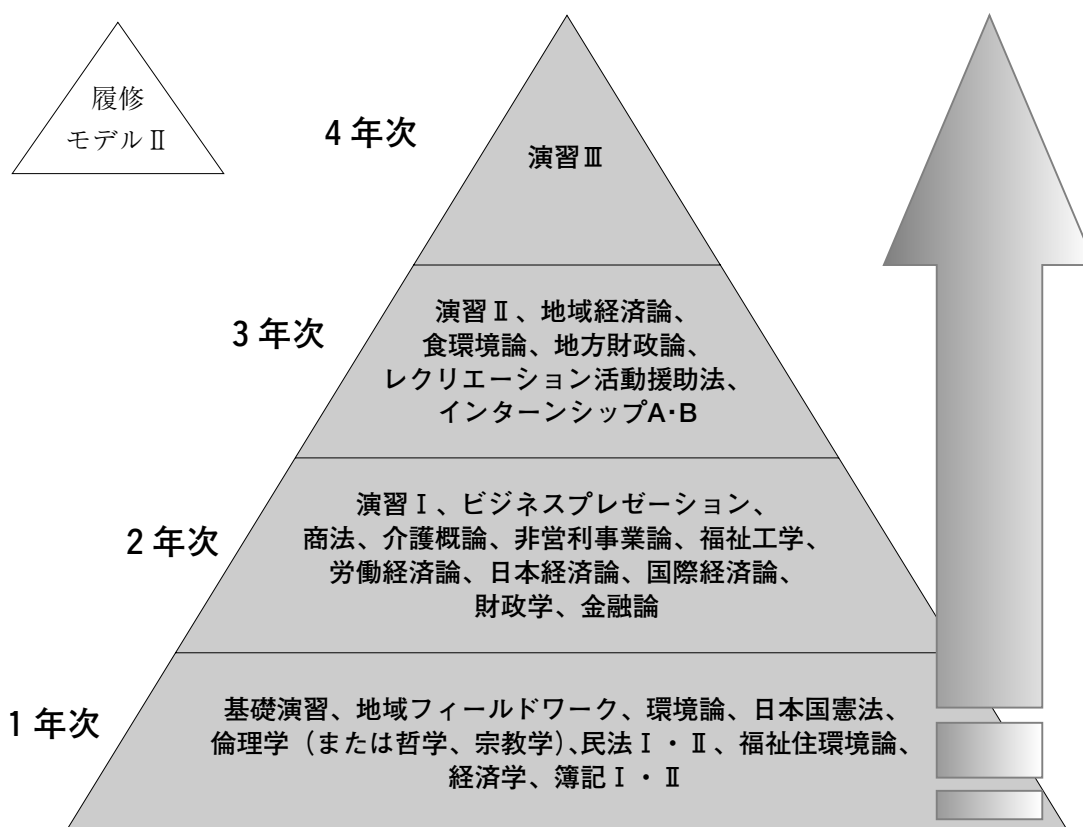 履修
モデルⅡ
4年次
演習Ⅲ
3年次
演習Ⅱ、地域経済論、
食環境論、地方財政論、
レクリエーション活動援助法、
インターンシップA・B
2年次
演習Ⅰ、ビジネスプレゼーション、
商法、介護概論、非営利事業論、福祉工学、
労働経済論、日本経済論、国際経済論、
財政学、金融論
1年次
基礎演習、地域フィールドワーク、環境論、日本国憲法、
倫理学（または哲学、宗教学）、民法Ⅰ・Ⅱ、福祉住環境論、
経済学、簿記Ⅰ・Ⅱ